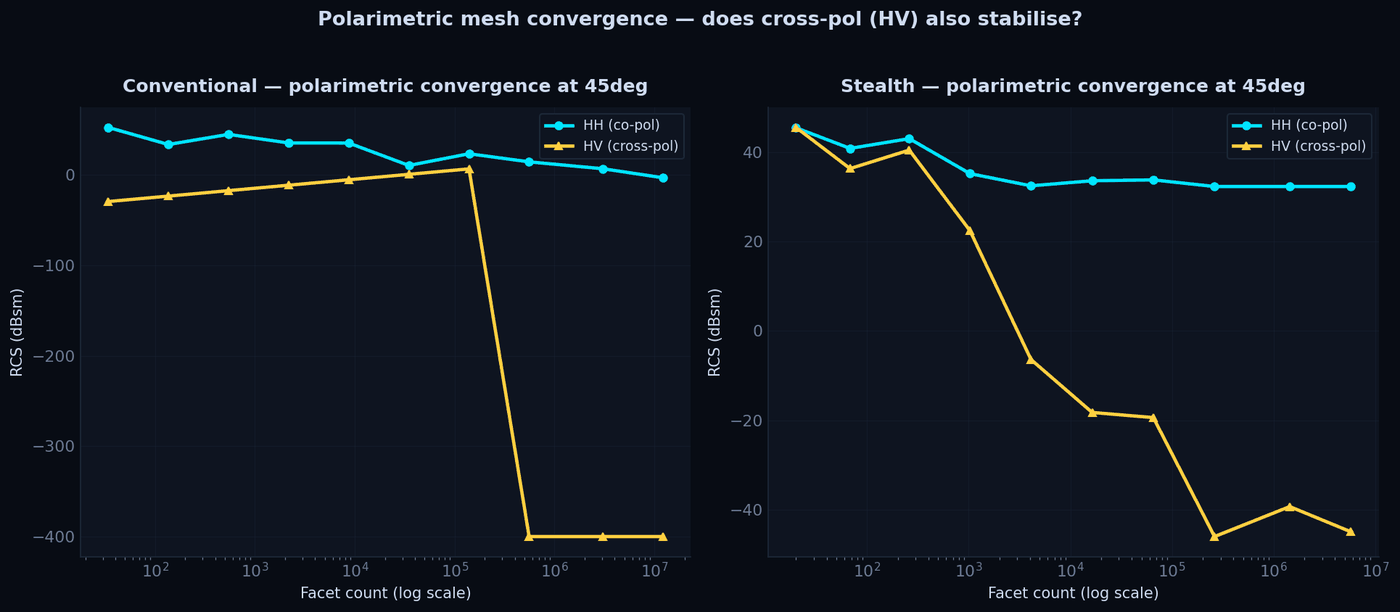 Polarimetric mesh convergence — does cross-pol (HV) also stabilise?
Conventional — polarimetric convergence at 45deg
HH (co-pol)
HV (cross-pol)
0
−100
−200
−300
−400
RCS (dBsm)
10²
10³
10⁴
10⁵
10⁶
10⁷
Facet count (log scale)
Stealth — polarimetric convergence at 45deg
HH (co-pol)
HV (cross-pol)
40
20
0
−20
−40
RCS (dBsm)
10²
10³
10⁴
10⁵
10⁶
10⁷
Facet count (log scale)